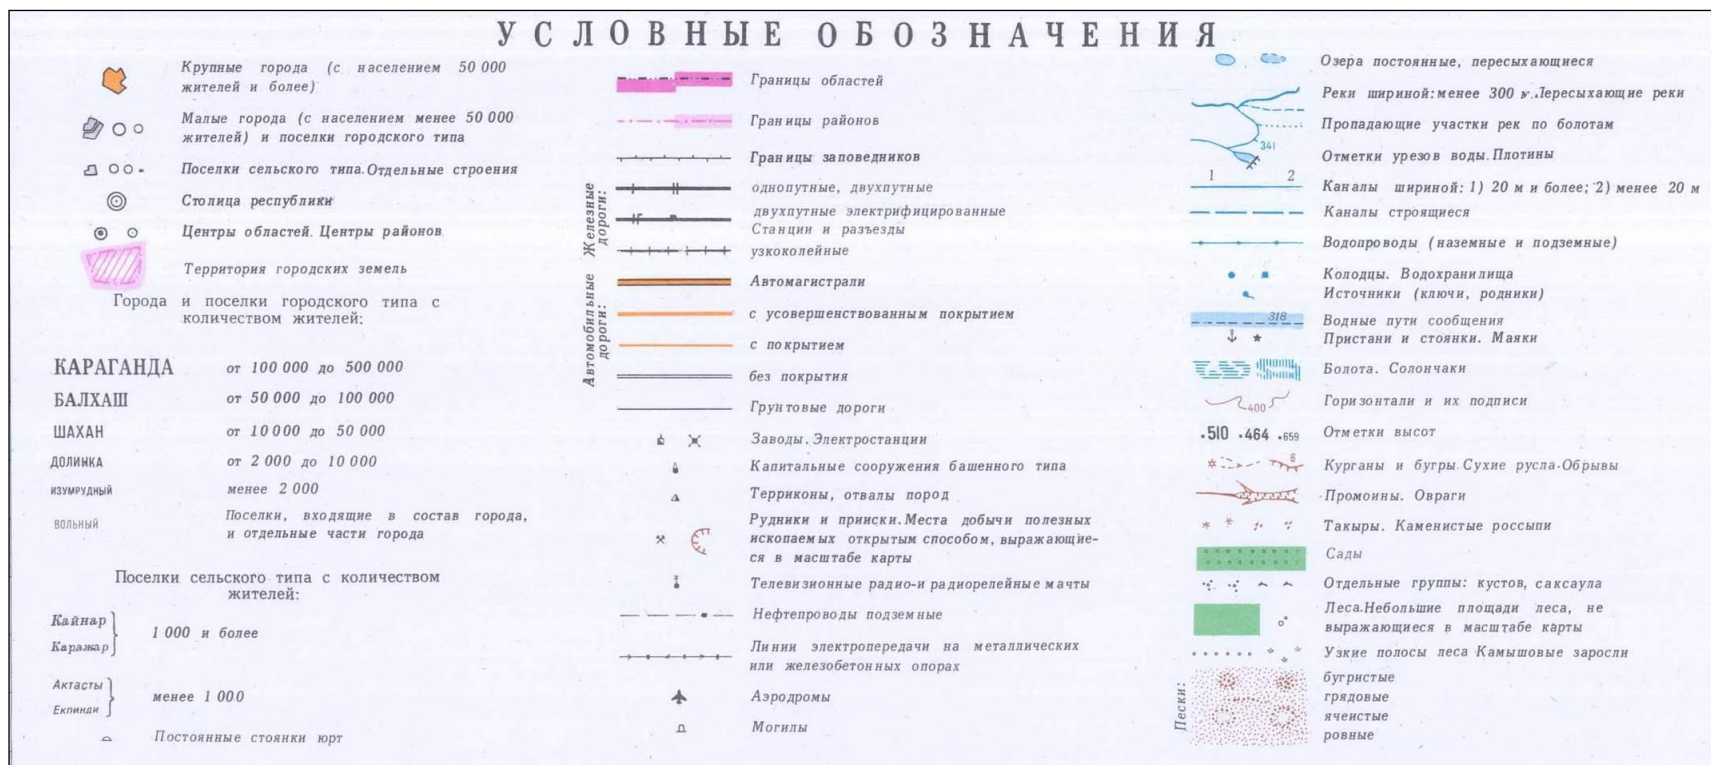 УСЛОВНЫЕ ОБОЗНАЧЕНИЯ
Крупные города (с населением 50 000
жителей и более)
Малые города (с населением менее 50 000
жителей) и поселки городского типа
Поселки сельского типа. Отдельные строения
Столица республики
Центры областей. Центры районов
Территория городских земель
Города и поселки городского типа с
количеством жителей:
КАРАГАНДА от 100 000 до 500 000
БАЛХАШ от 50 000 до 100 000
ШАХАН от 10 000 до 50 000
ДОЛИНКА от 2 000 до 10 000
ИЗУМРУДНЫЙ менее 2 000
ВОЛЬНЫЙ
Поселки, входящие в состав города,
и отдельные части города
Поселки сельского типа с количеством
жителей:
Кайнар
Каражар
1 000 и более
Актасты
Екпинди
менее 1 000
Постоянные стоянки юрт
Границы областей
Границы районов
Границы заповедников
Железные
дороги:
однопутные, двухпутные
двухпутные электрифицированные
Станции и разъезды
узкоколейные
Автомобильные
дороги:
Автомагистрали
с усовершенствованным покрытием
с покрытием
без покрытия
Грунтовые дороги
Заводы. Электростанции
Капитальные сооружения башенного типа
Терриконы, отвалы пород
Рудники и прииски. Места добычи полезных
ископаемых открытым способом, выражающие-
ся в масштабе карты
Телевизионные радио-и радиорелейные мачты
Нефтепроводы подземные
Линии электропередачи на металлических
или железобетонных опорах
Аэродромы
Могилы
Озера постоянные, пересыхающиеся
Реки шириной: менее 300 м. Пересыхающие реки
Пропадающие участки рек по болотам
341
Отметки урезов воды. Плотины
1 2
Каналы шириной: 1) 20 м и более; 2) менее 20 м
Каналы строящиеся
Водопроводы (наземные и подземные)
Колодцы. Водохранилища
Источники (ключи, родники)
318
Водные пути сообщения
Пристани и стоянки. Маяки
Болота. Солончаки
400
Горизонтали и их подписи
.510 .464 .659 Отметки высот
6
Курганы и бугры. Сухие русла. Обрывы
Промоины. Овраги
Такыры. Каменистые россыпи
Сады
Отдельные группы: кустов, саксаула
Леса. Небольшие площади леса, не
выражающиеся в масштабе карты
Узкие полосы леса Камышовые заросли
Пески:
бугристые
грядовые
ячеистые
ровные